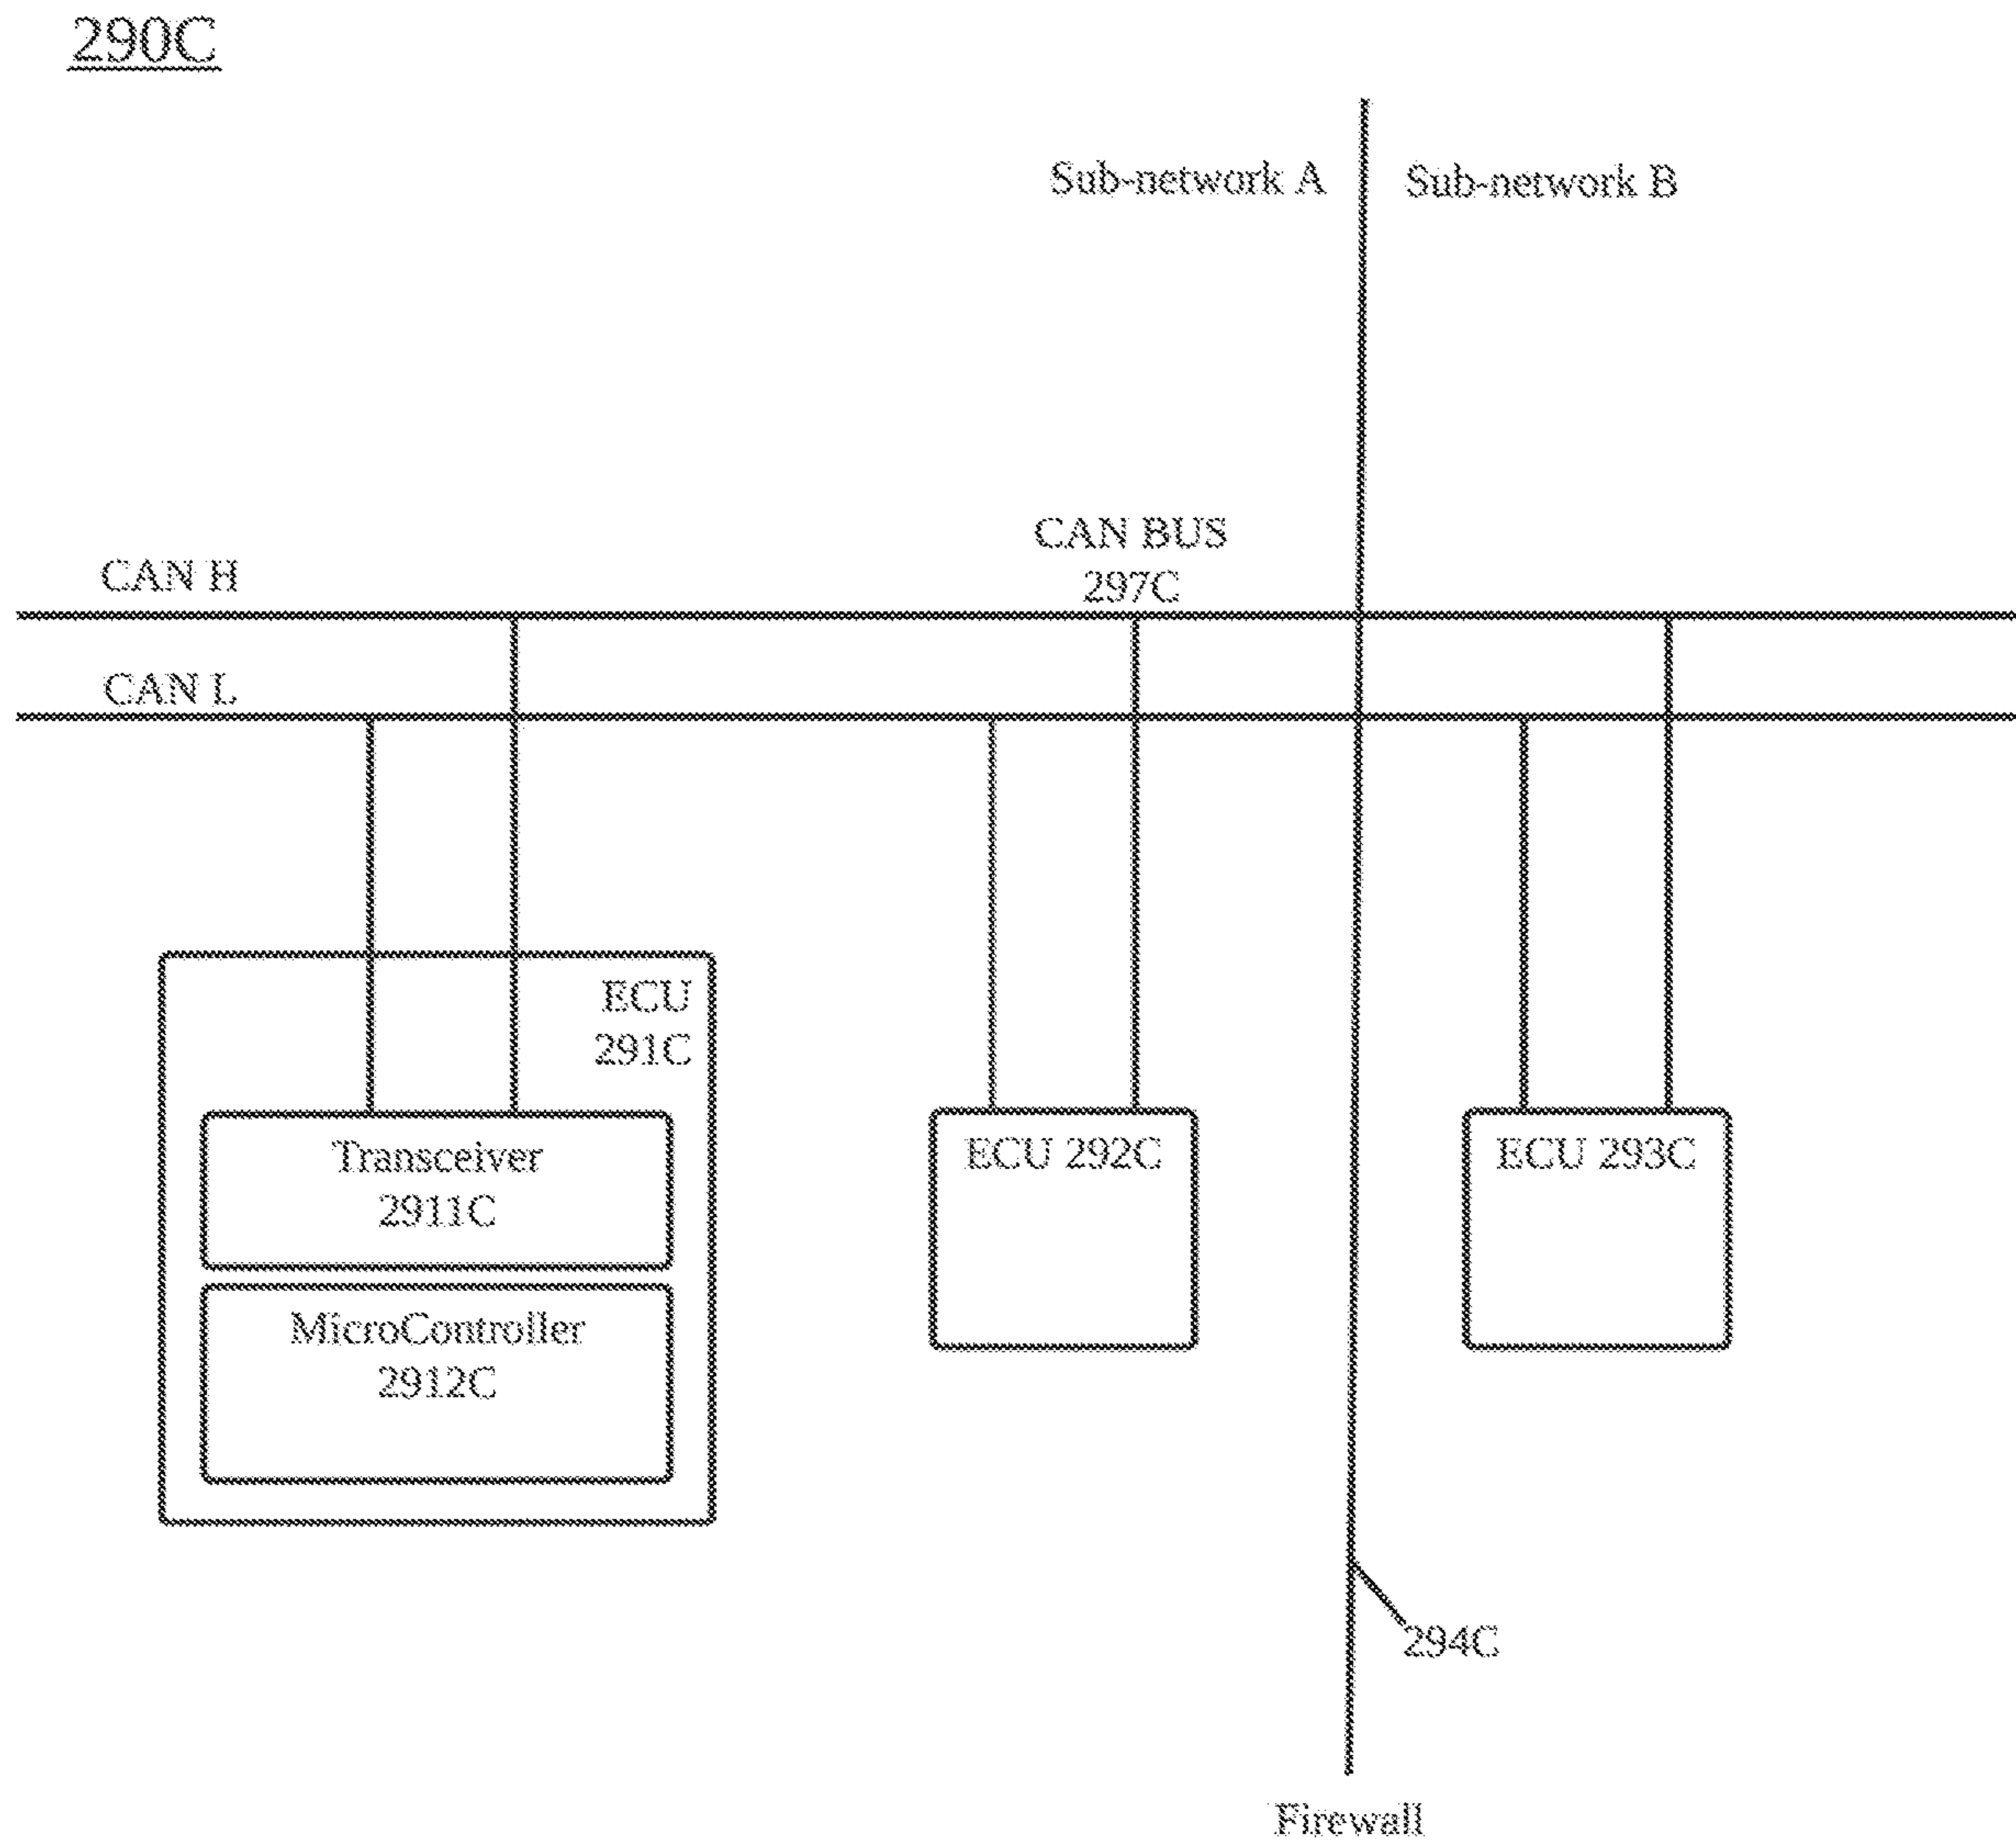 290C
Sub-network A
Sub-network B
CAN BUS
297C
CAN H
CAN L
ECU
291C
Transceiver
2911C
MicroController
2912C
ECU 292C
ECU 293C
294C
Firewall